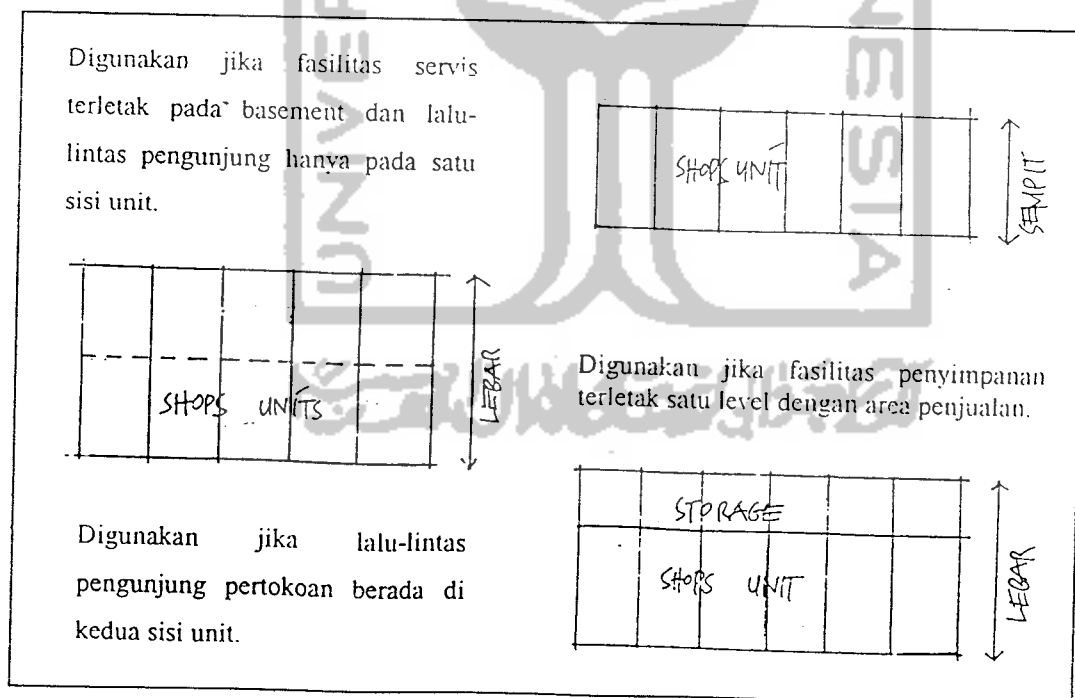 Digunakan jika fasilitas servis
terletak pada basement dan lalu-
lintas pengunjung hanya pada satu
sisi unit.
SHOPS UNIT
SEMPIT
SHOPS UNITS
LEBAR
Digunakan jika fasilitas penyimpanan
terletak satu level dengan area penjualan.
Digunakan jika lalu-lintas
pengunjung pertokoan berada di
kedua sisi unit.
STORAGE
SHOPS UNIT
LEBAR